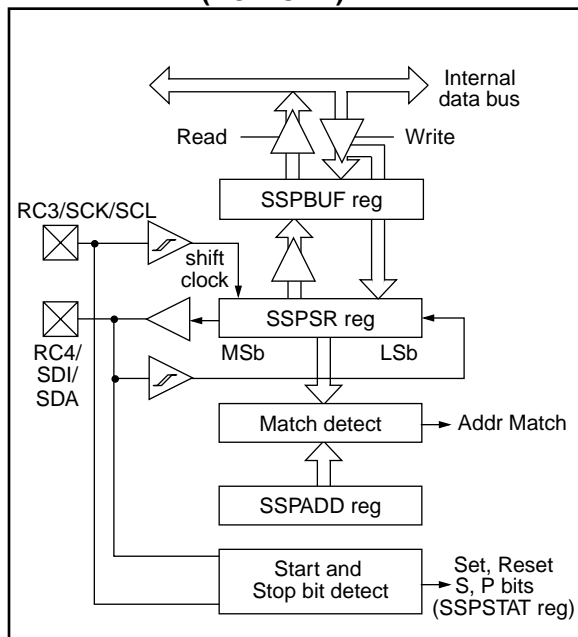 Internal
data bus
Read
Write
SSPBUF reg
RC3/SCK/SCL
shift
clock
SSPSR reg
MSb
LSb
RC4/
SDI/
SDA
Match detect
Addr Match
SSPADD reg
Start and
Stop bit detect
Set, Reset
S, P bits
(SSPSTAT reg)